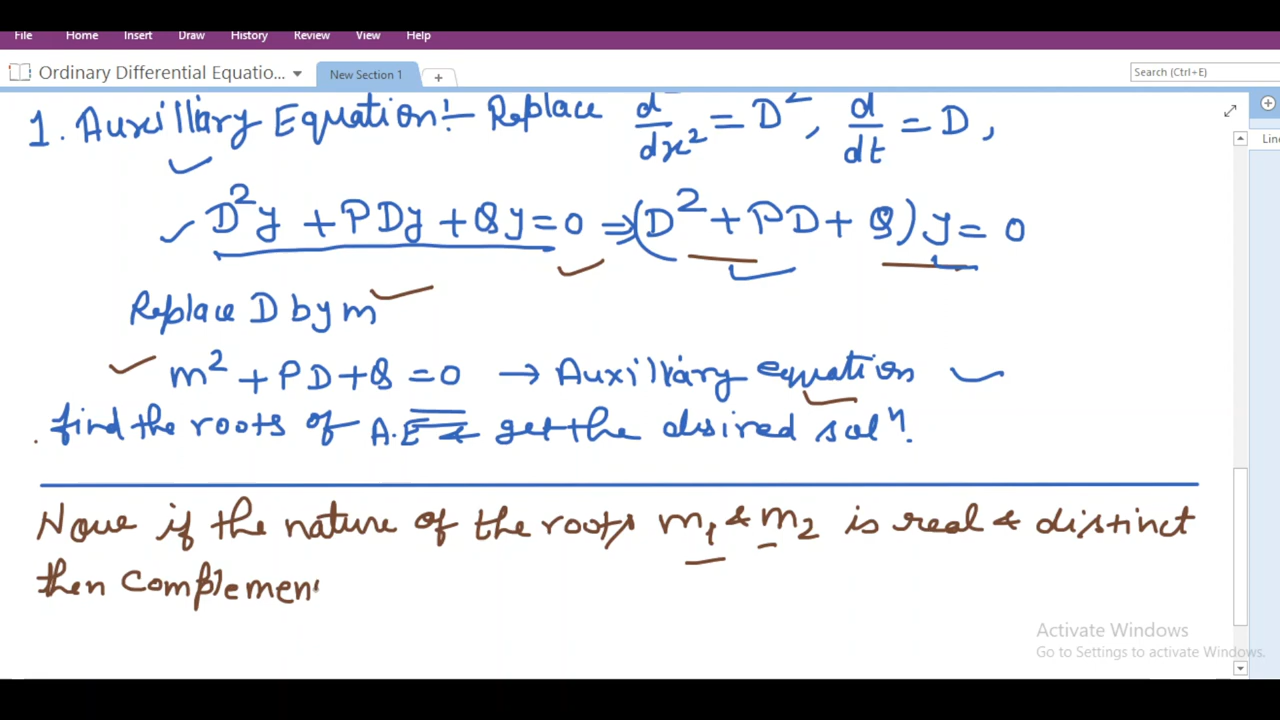 File Home Insert Draw History Review View Help
Ordinary Differential Equatio... New Section 1 + Search (Ctrl+E)
1. Auxilliary Equation:- Replace d²/dx² = D², d/dt = D,
D²y + PDy + Qy = 0 ⇒ (D² + PD + Q) y = 0
Replace D by m
m² + PD + Q = 0 → Auxilliary equation
find the roots of A.E & get the desired solⁿ.
Now if the nature of the roots m₁ & m₂ is real & distinct
then Complemen
Activate Windows
Go to Settings to activate Windows.
Line